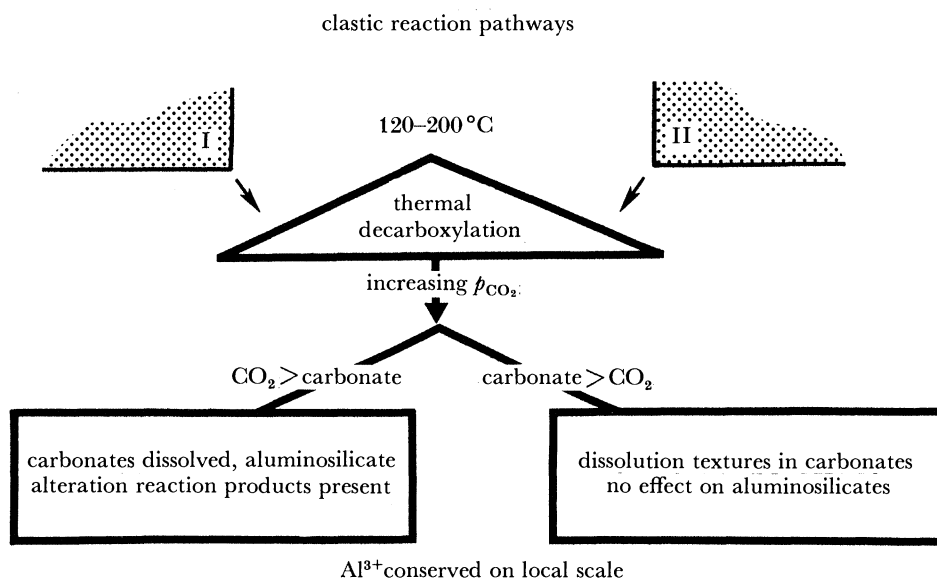 clastic reaction pathways
I
120–200 °C
II
thermal
decarboxylation
increasing pCO₂
CO₂ > carbonate
carbonate > CO₂
carbonates dissolved, aluminosilicate
alteration reaction products present
dissolution textures in carbonates
no effect on aluminosilicates
Al³⁺ conserved on local scale